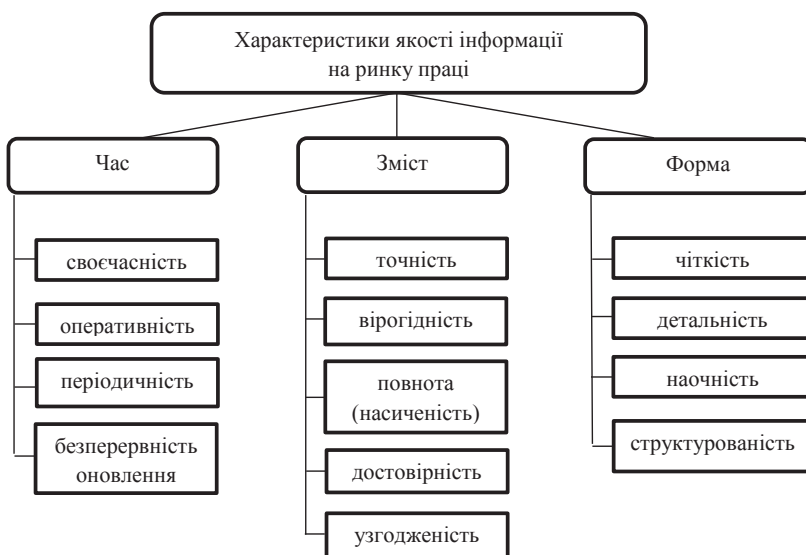 Характеристики якості інформації
на ринку праці
Час
своєчасність
оперативність
періодичність
безперервність
оновлення
Зміст
точність
вірогідність
повнота
(насиченість)
достовірність
узгодженість
Форма
чіткість
детальність
наочність
структурованість